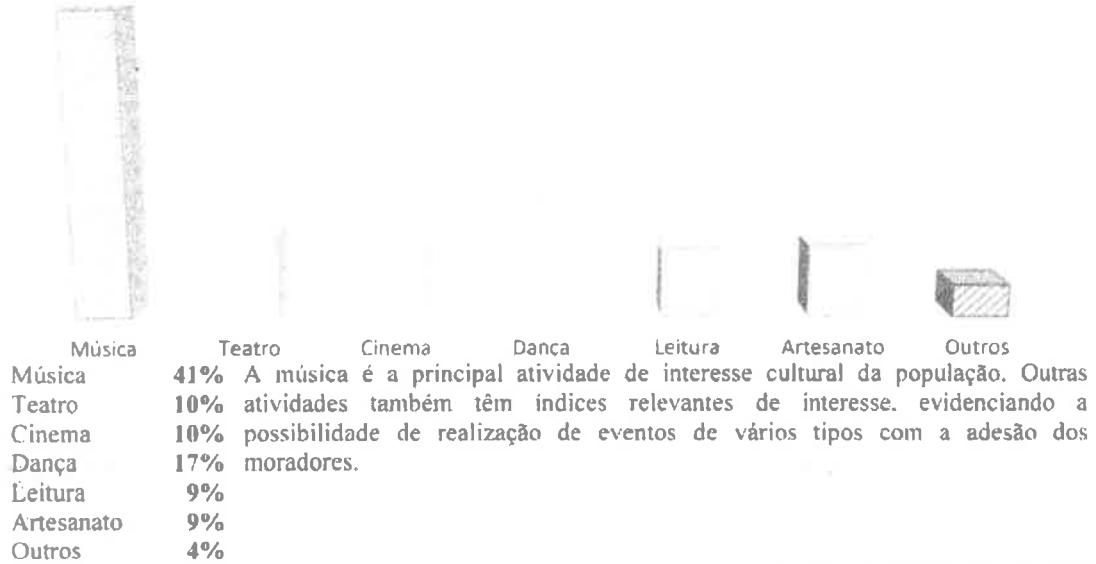 Música Teatro Cinema Dança Leitura Artesanato Outros
Música 41% A música é a principal atividade de interesse cultural da população. Outras
Teatro 10% atividades também têm índices relevantes de interesse. evidenciando a
Cinema 10% possibilidade de realização de eventos de vários tipos com a adesão dos
Dança 17% moradores.
Leitura 9%
Artesanato 9%
Outros 4%